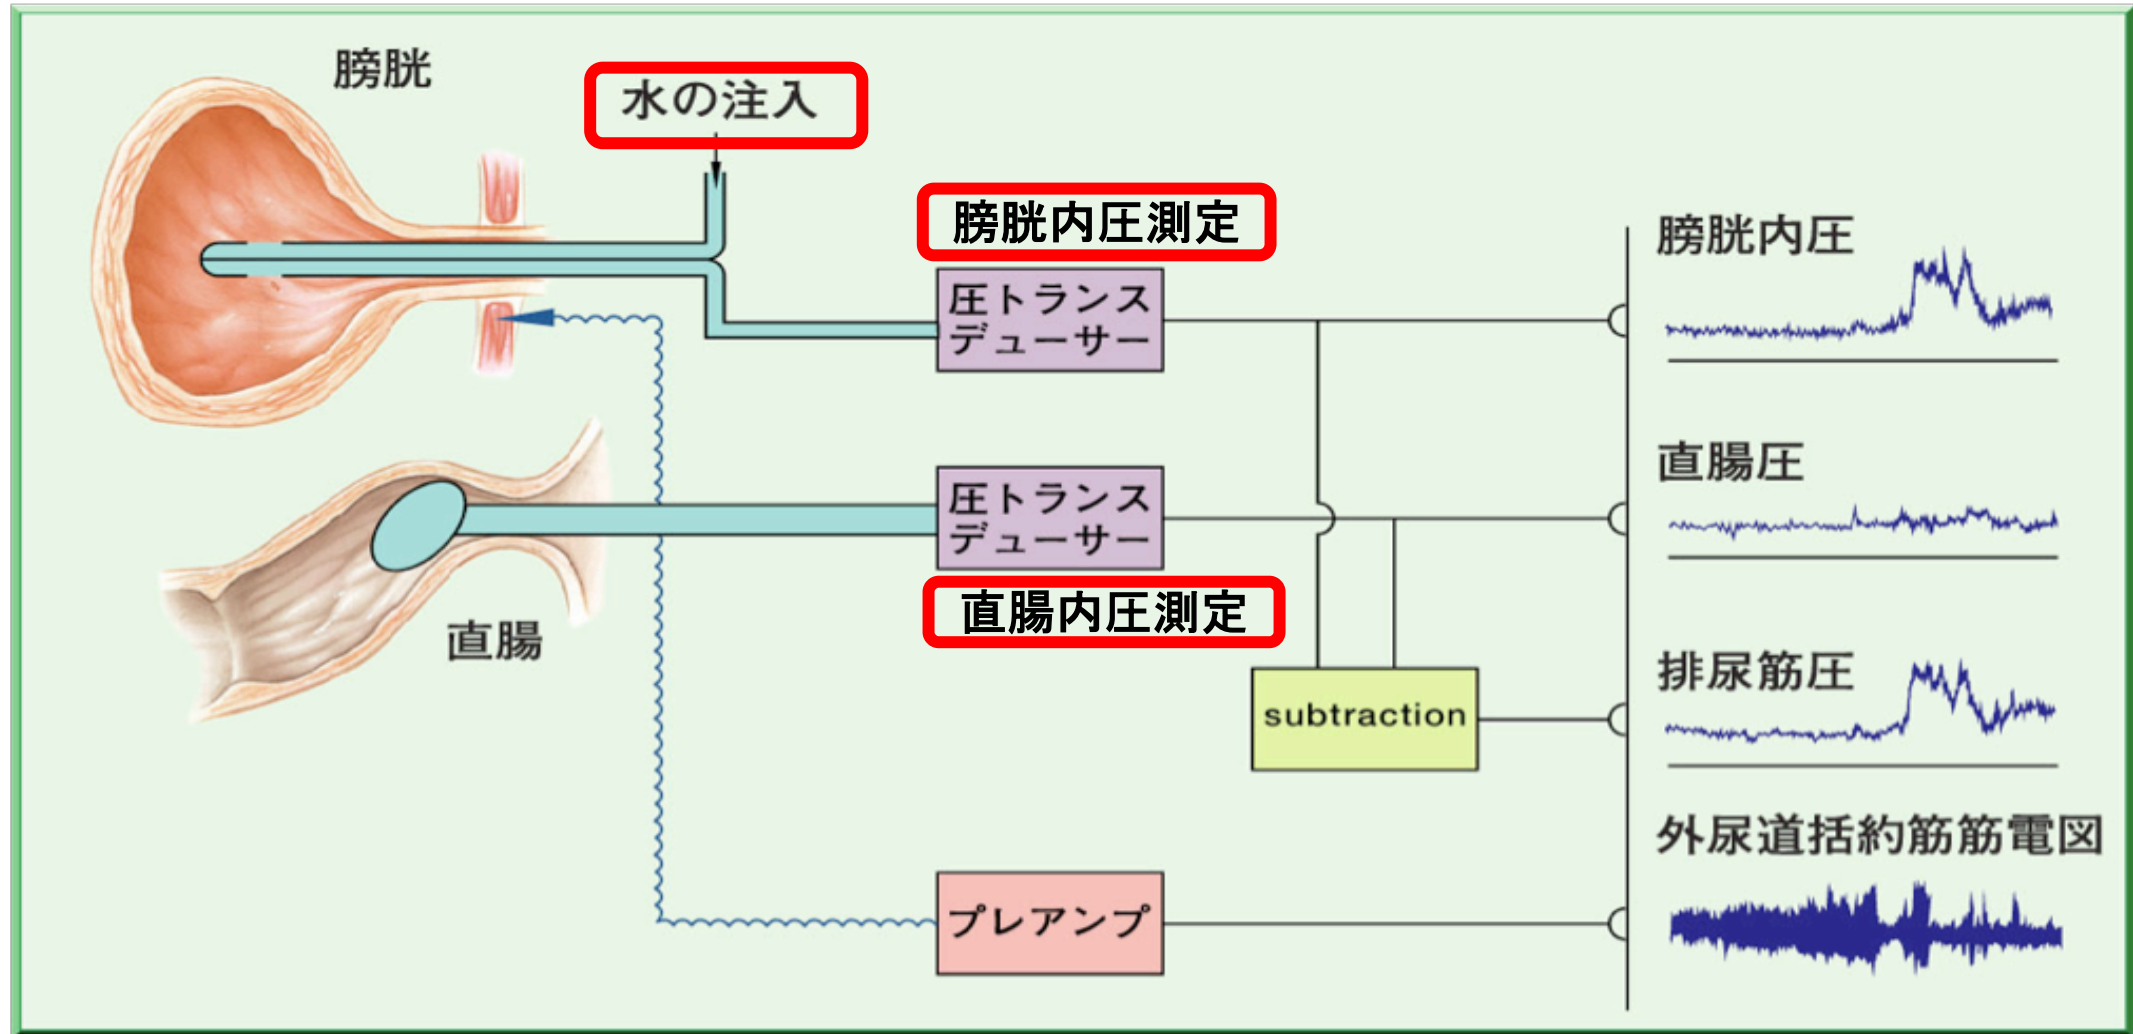 膀胱
水の注入
膀胱内圧測定
圧トランス
デューサー
膀胱内圧
圧トランス
デューサー
直腸圧
直腸内圧測定
直腸
subtraction
排尿筋圧
プレアンプ
外尿道括約筋筋電図